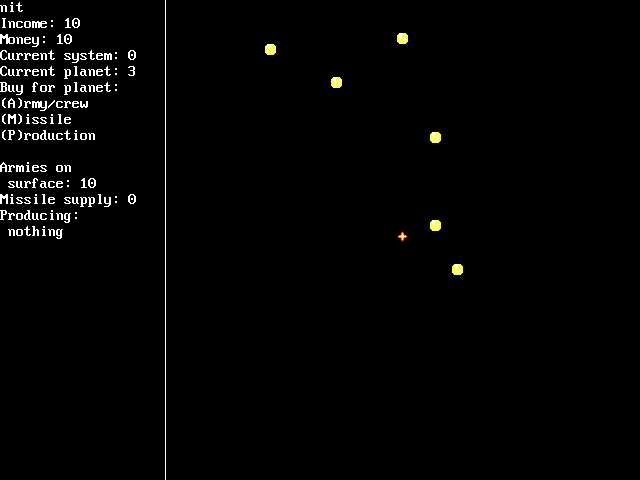 nit
Income: 10
Money: 10
Current system: 0
Current planet: 3
Buy for planet:
(A)rmy/crew
(M)issile
(P)roduction
Armies on
surface: 10
Missile supply: 0
Producing:
nothing